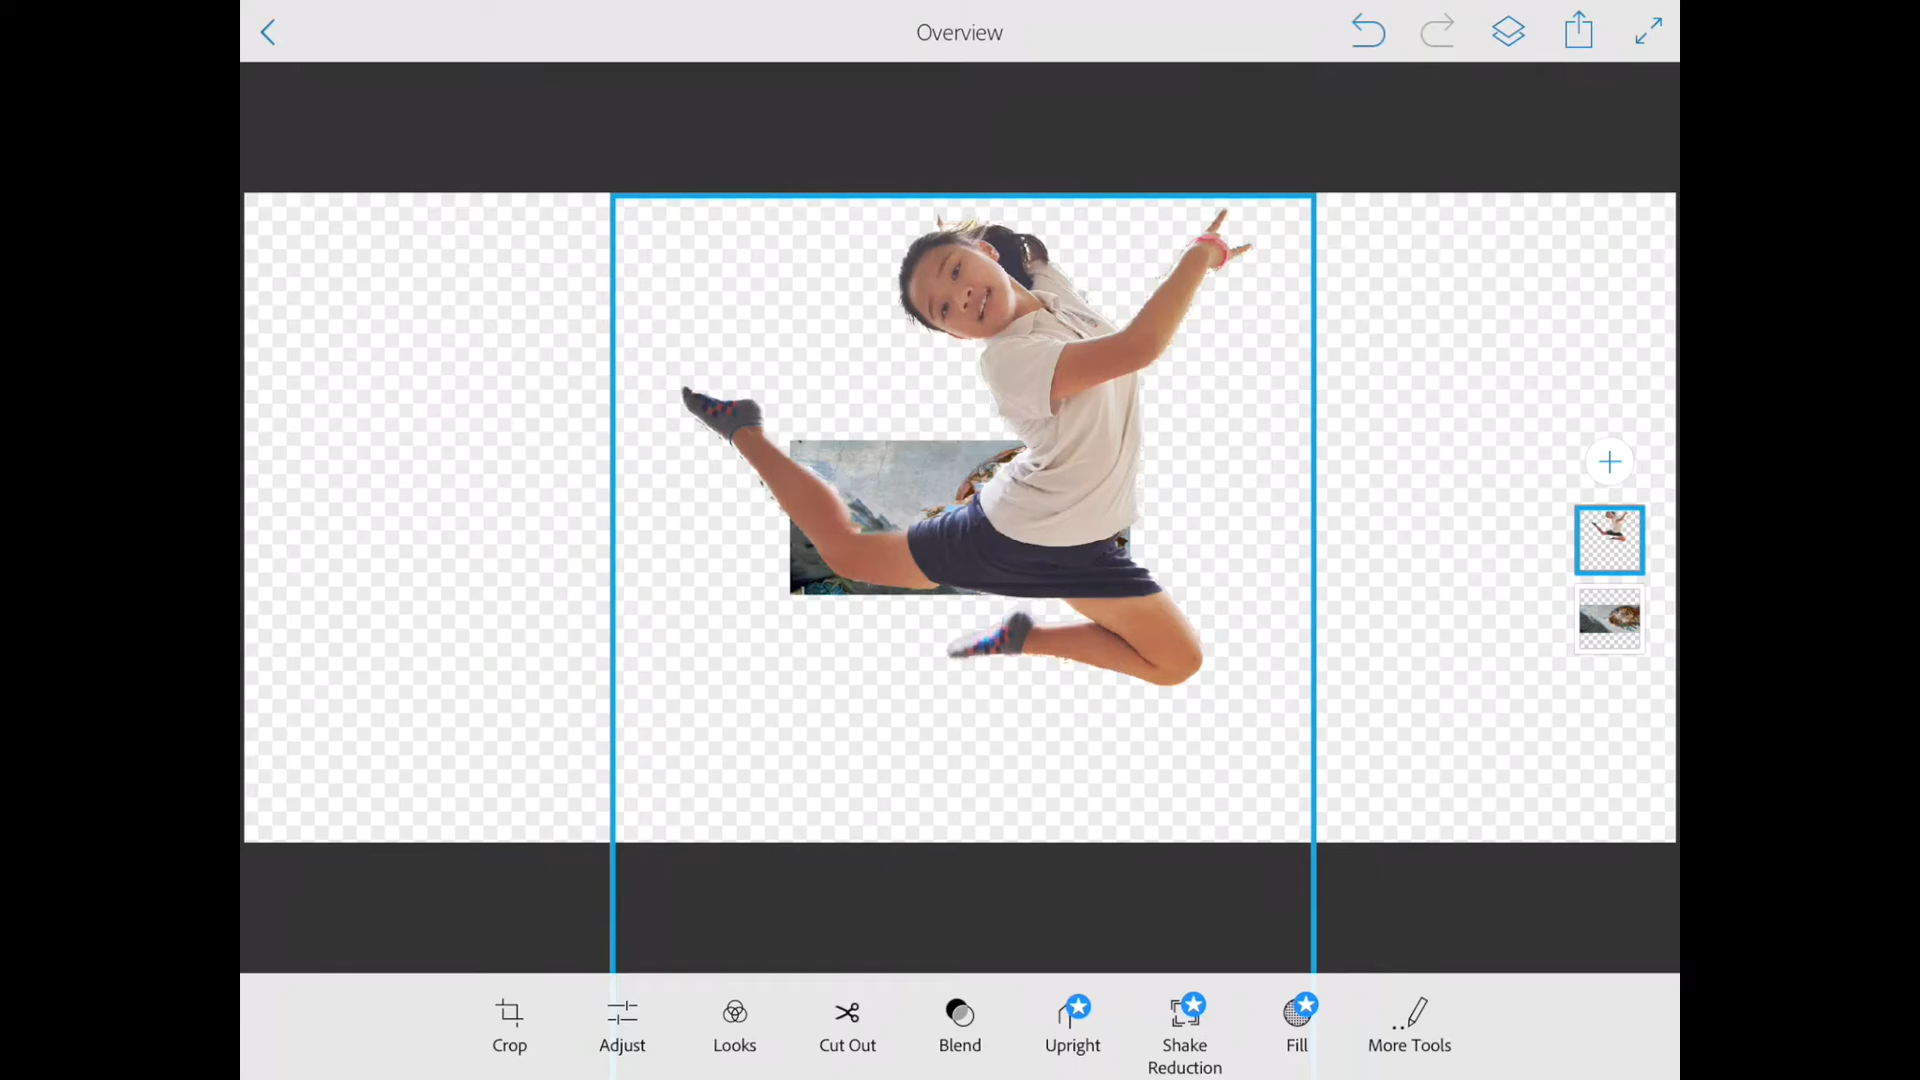 Overview
Crop
Adjust
Looks
Cut Out
Blend
Upright
Shake
Reduction
Fill
More Tools